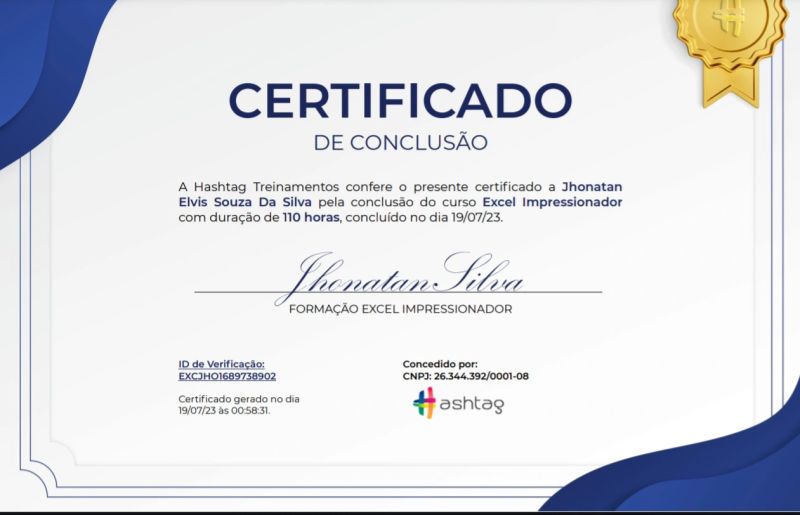 CERTIFICADO
DE CONCLUSÃO
A Hashtag Treinamentos confere o presente certificado a Jhonatan
Elvis Souza Da Silva pela conclusão do curso Excel Impressionador
com duração de 110 horas, concluído no dia 19/07/23.
Jhonatan Silva
FORMAÇÃO EXCEL IMPRESSIONADOR
ID de Verificação:
EXCJHO1689738902
Certificado gerado no dia
19/07/23 às 00:58:31.
Concedido por:
CNPJ: 26.344.392/0001-08
#ashtag